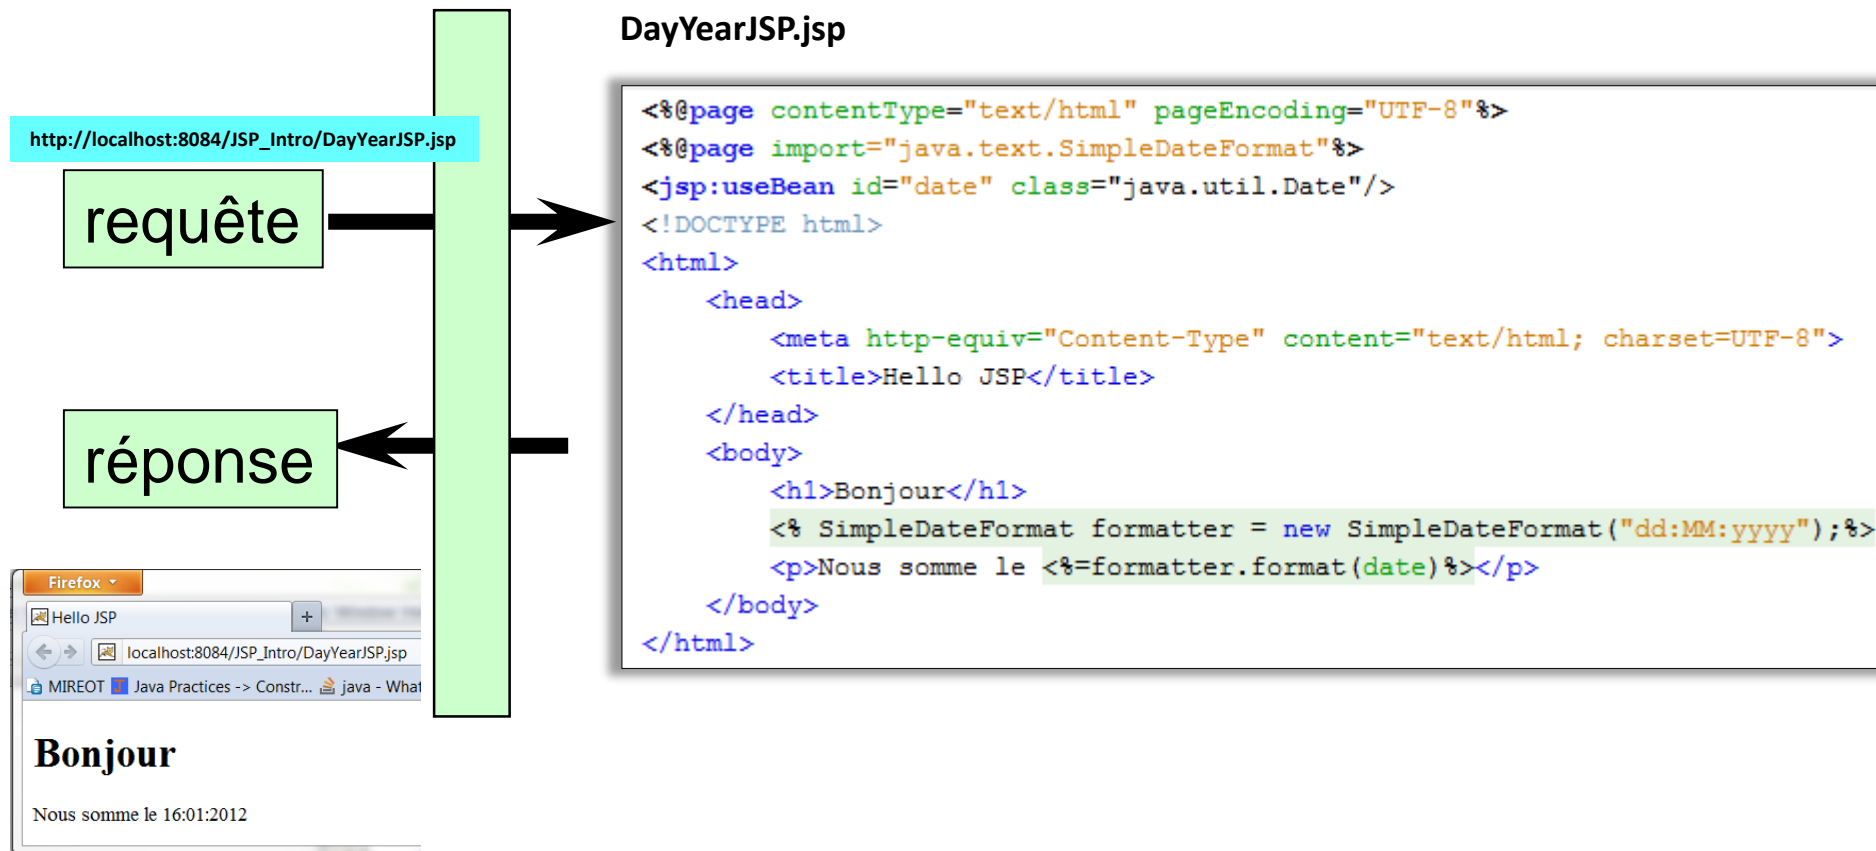 DayYearJSP.jsp
http://localhost:8084/JSP_Intro/DayYearJSP.jsp
requête
réponse
<%@page contentType="text/html" pageEncoding="UTF-8"%>
<%@page import="java.text.SimpleDateFormat"%>
<jsp:useBean id="date" class="java.util.Date"/>
<!DOCTYPE html>
<html>
<head>
<meta http-equiv="Content-Type" content="text/html; charset=UTF-8">
<title>Hello JSP</title>
</head>
<body>
<h1>Bonjour</h1>
<% SimpleDateFormat formatter = new SimpleDateFormat("dd:MM:yyyy");%>
<p>Nous somme le <%=formatter.format(date)%></p>
</body>
</html>
Firefox
Hello JSP
localhost:8084/JSP_Intro/DayYearJSP.jsp
MIREOT Java Practices -> Constr... java - What
Bonjour
Nous somme le 16:01:2012